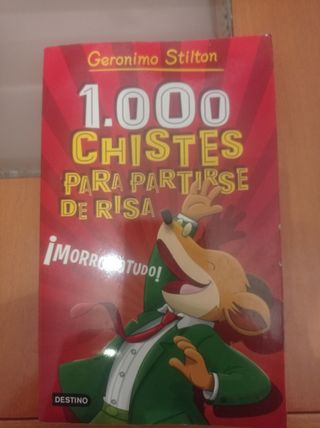 Geronimo Stilton
1.000
CHISTES
PARA PARTIRSE
DE RISA
DESTINO